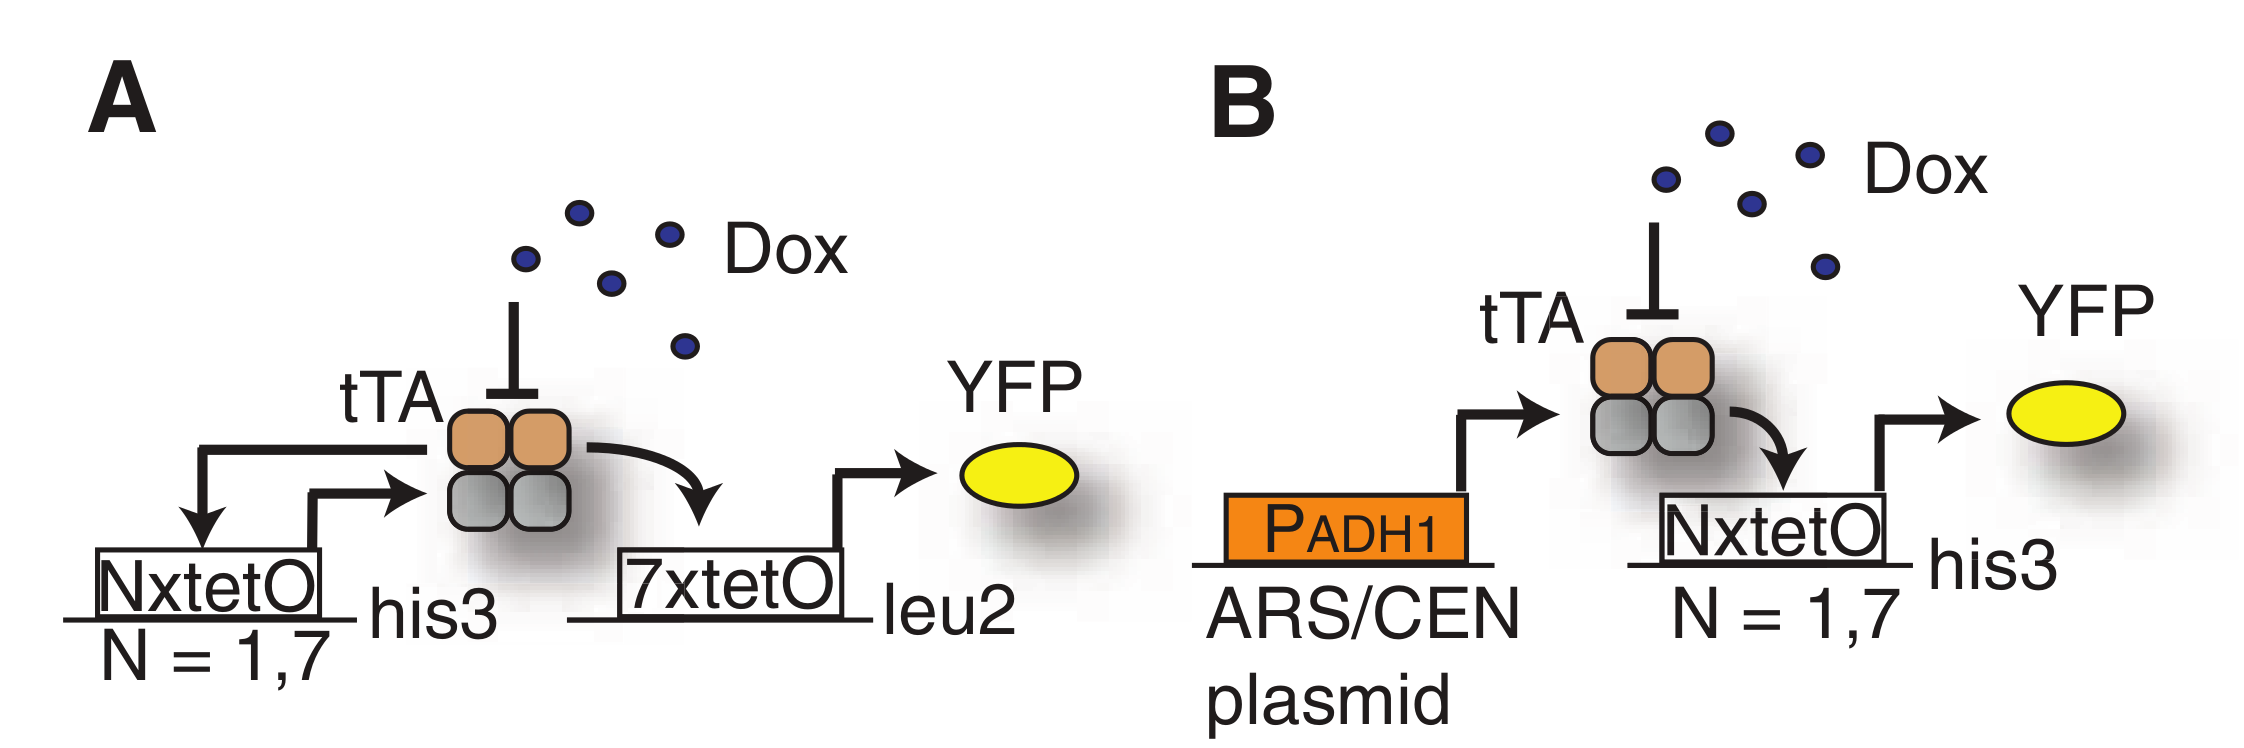 A
Dox
tTA
YFP
NxtetO
his3
7xtetO
leu2
N = 1,7
B
Dox
tTA
YFP
PADH1
NxtetO
his3
ARS/CEN
plasmid
N = 1,7